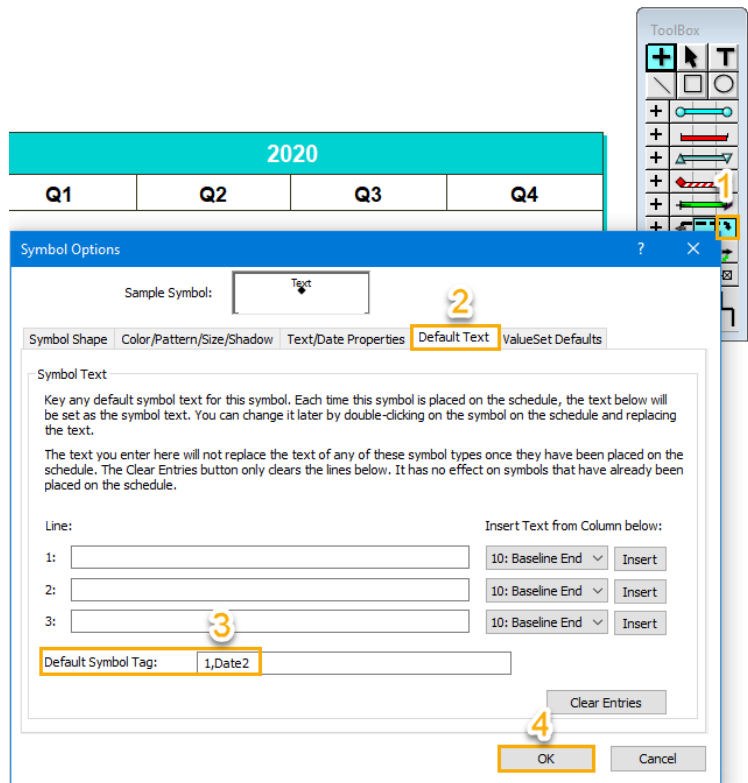 ToolBox
T
2020
Q1 Q2 Q3 Q4
1
Symbol Options ? X
Sample Symbol: Text
2
Symbol Shape Color/Pattern/Size/Shadow Text/Date Properties Default Text ValueSet Defaults
Symbol Text
Key any default symbol text for this symbol. Each time this symbol is placed on the schedule, the text below will
be set as the symbol text. You can change it later by double-clicking on the symbol on the schedule and replacing
the text.
The text you enter here will not replace the text of any of these symbol types once they have been placed on the
schedule. The Clear Entries button only clears the lines below. It has no effect on symbols that have already been
placed on the schedule.
Line: Insert Text from Column below:
1: 10: Baseline End Insert
2: 10: Baseline End Insert
3: 10: Baseline End Insert
3
Default Symbol Tag: 1,Date2
Clear Entries
4
OK Cancel